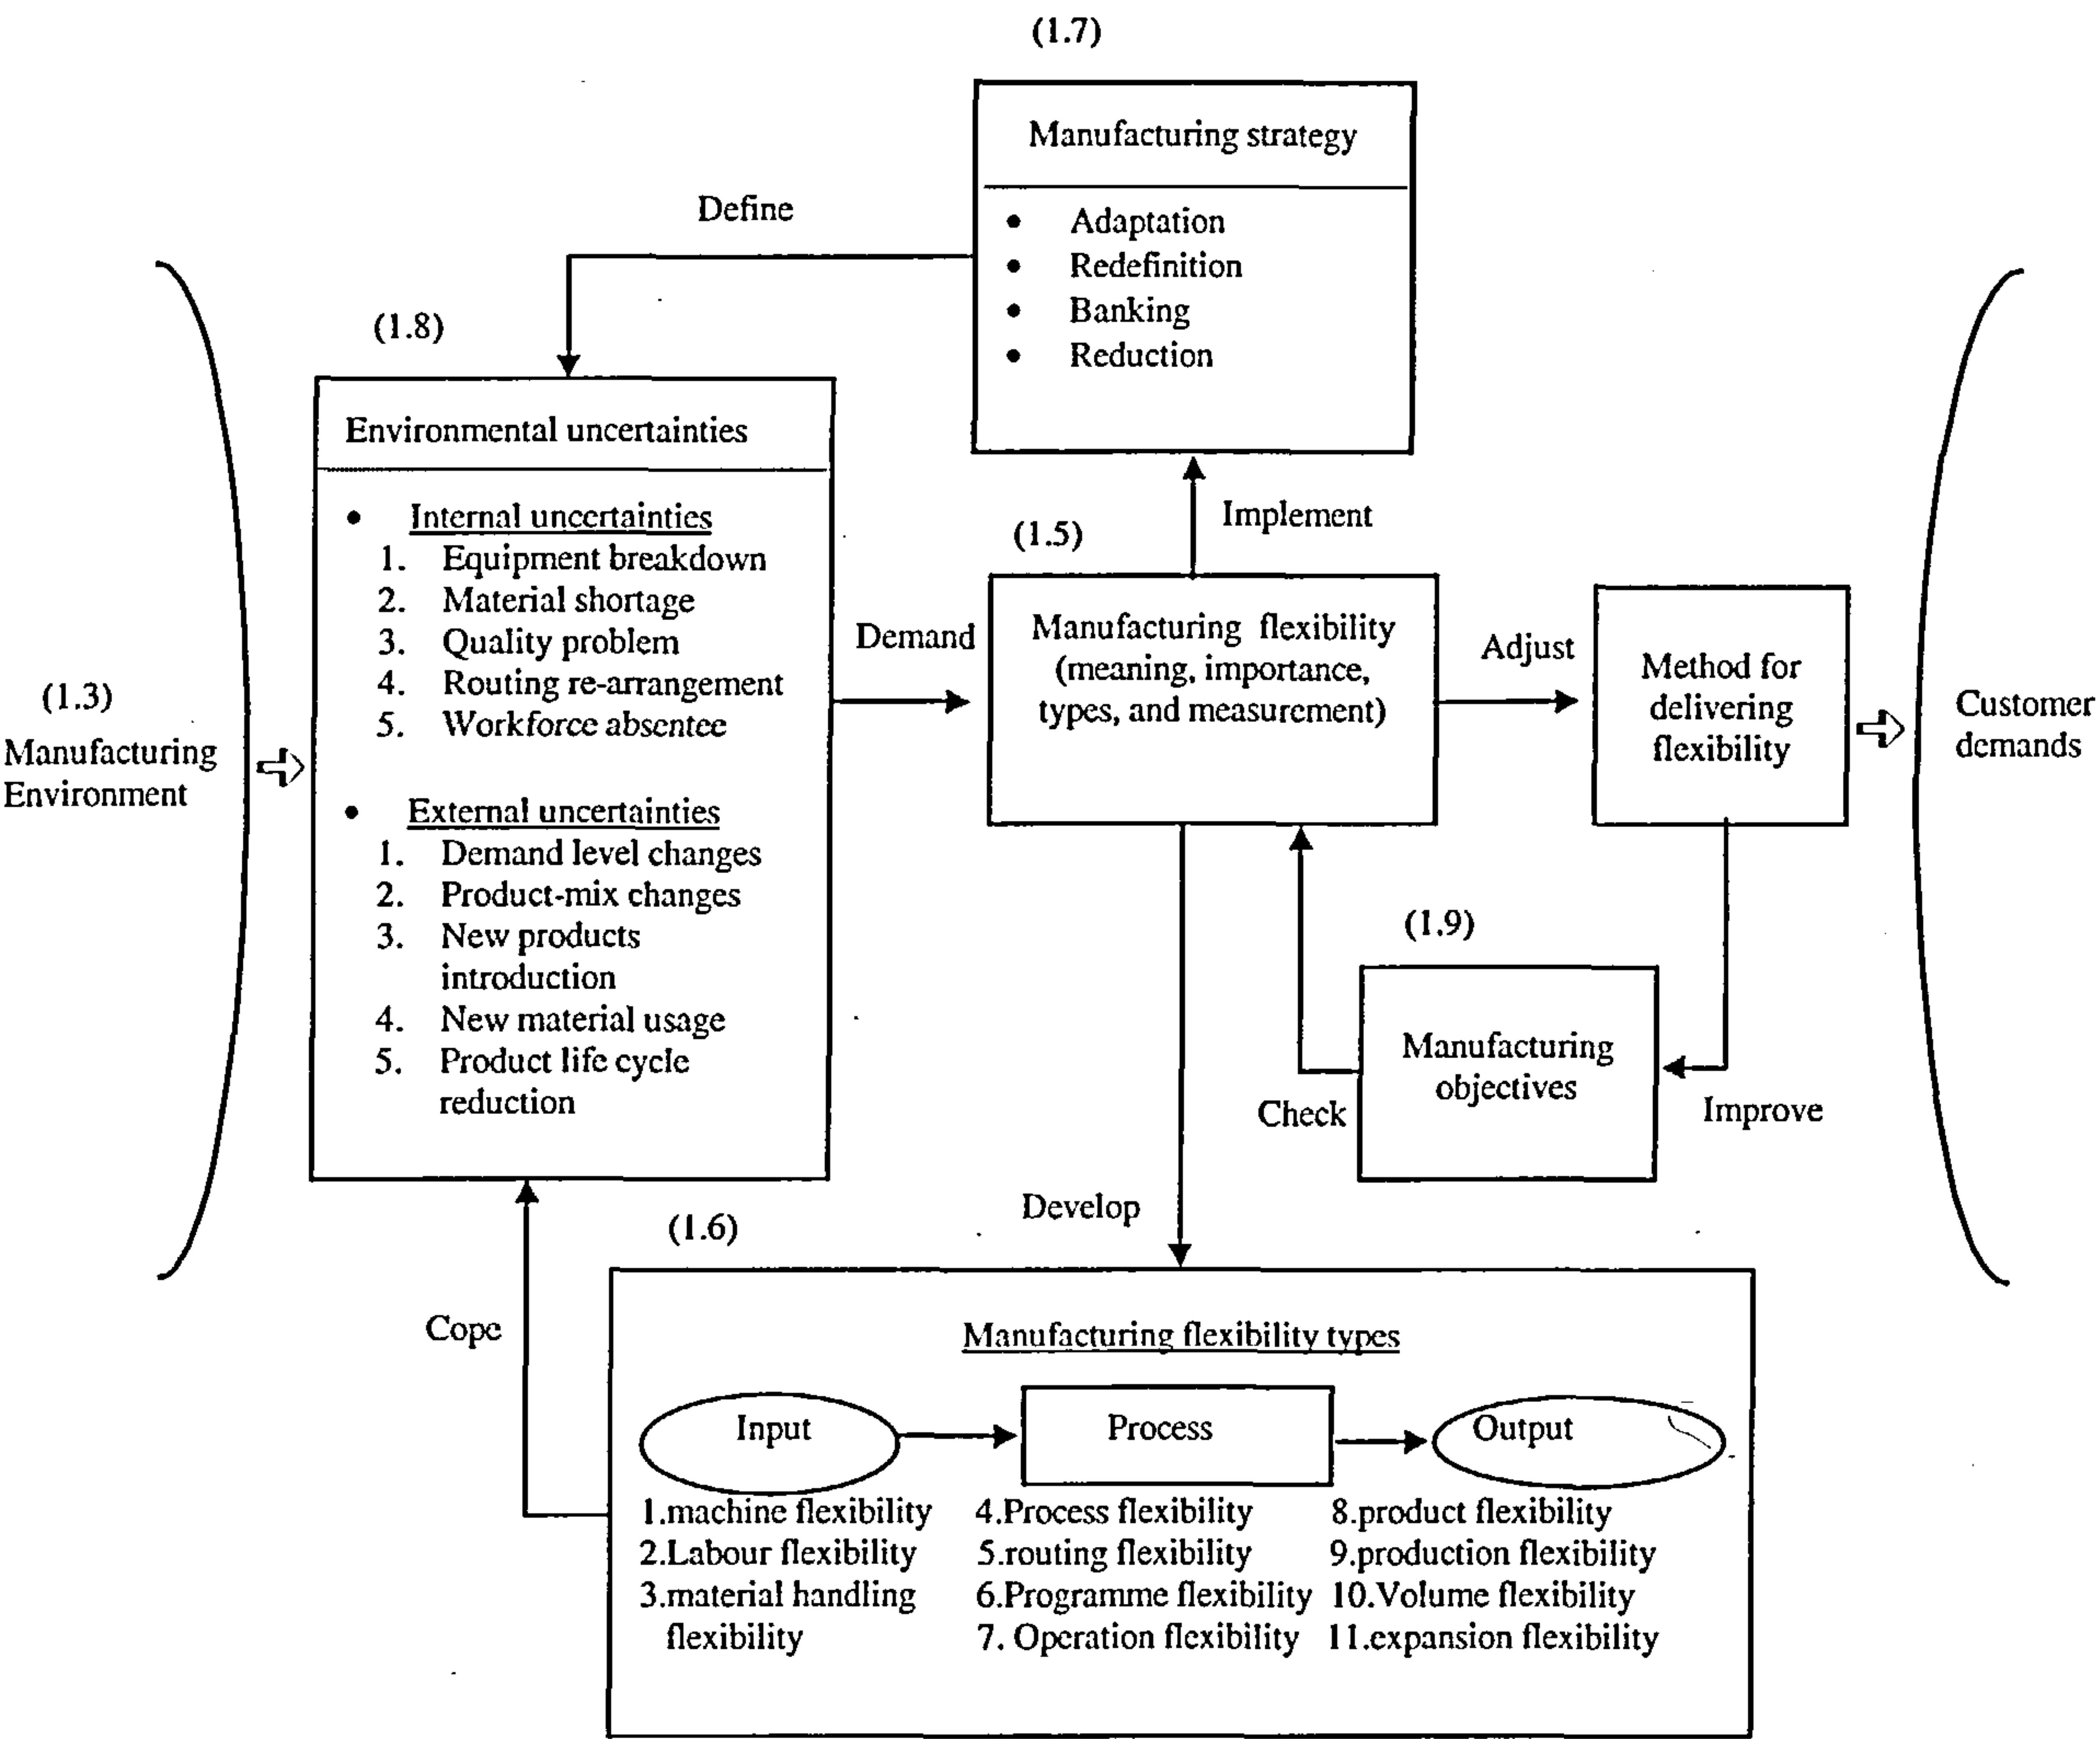 (1.7)
Manufacturing strategy
• Adaptation
• Redefinition
• Banking
• Reduction
Define
(1.8)
Environmental uncertainties
• Internal uncertainties
1. Equipment breakdown
2. Material shortage
3. Quality problem
4. Routing re-arrangement
5. Workforce absentee
• External uncertainties
1. Demand level changes
2. Product-mix changes
3. New products
introduction
4. New material usage
5. Product life cycle
reduction
(1.3)
Manufacturing
Environment
Demand
Implement
(1.5)
Manufacturing flexibility
(meaning, importance,
types, and measurement)
Adjust
Method for
delivering
flexibility
Customer
demands
(1.9)
Manufacturing
objectives
Check
Improve
Develop
(1.6)
Cope
Manufacturing flexibility types
Input
Process
Output
1.machine flexibility
2.Labour flexibility
3.material handling
flexibility
4.Process flexibility
5.routing flexibility
6.Programme flexibility
7. Operation flexibility
8.product flexibility
9.production flexibility
10.Volume flexibility
11.expansion flexibility